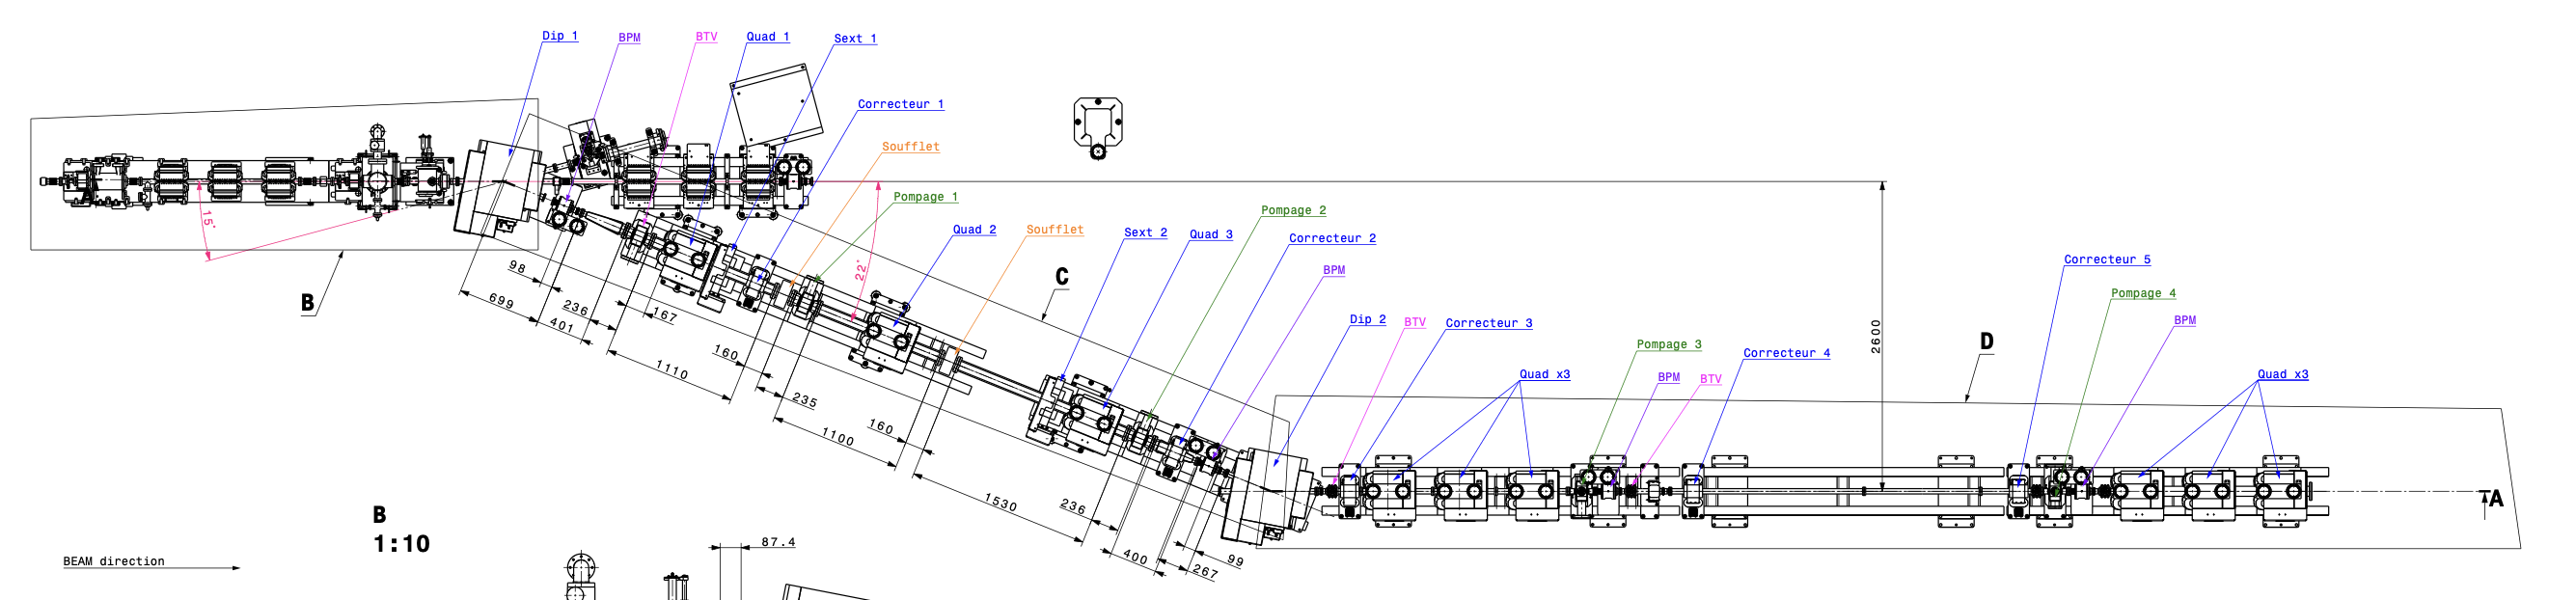 Dip 1
BPM
BTV
Quad 1
Sext 1
Correcteur 1
Soufflet
Pompage 1
Quad 2
Soufflet
Sext 2
Quad 3
Pompage 2
Correcteur 2
BPM
Dip 2
BTV
Correcteur 3
Quad x3
Pompage 3
BPM
BTV
Correcteur 4
Correcteur 5
Pompage 4
BPM
Quad x3
15°
22°
2600
B
C
D
A
98
699
236
401
167
1110
160
235
1100
160
1530
236
400
267
99
B
1:10
87.4
BEAM direction